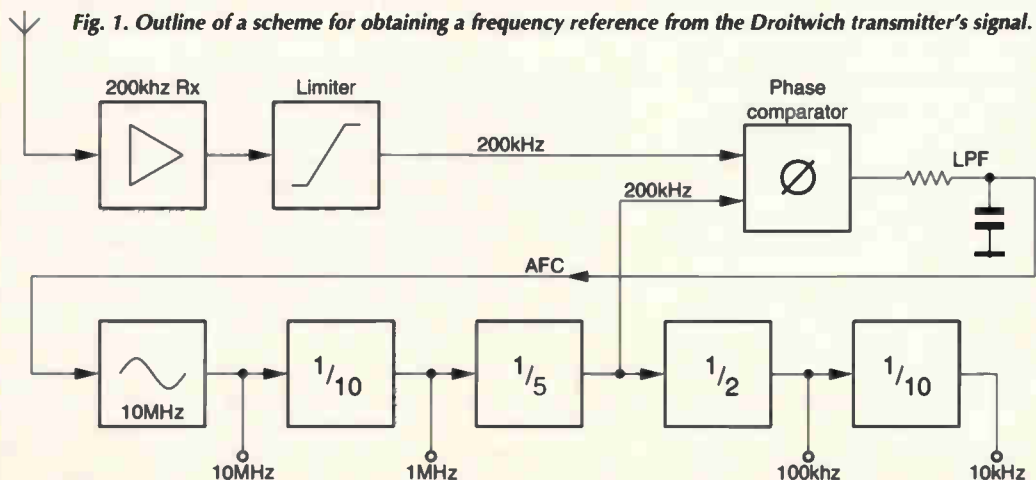 Fig. 1. Outline of a scheme for obtaining a frequency reference from the Droitwich transmitter's signal.
200khz Rx
Limiter
Phase
comparator
200kHz
200kHz
Ø
LPF
AFC
10MHz
1/10
1/5
1/2
1/10
10MHz
1MHz
100khz
10kHz